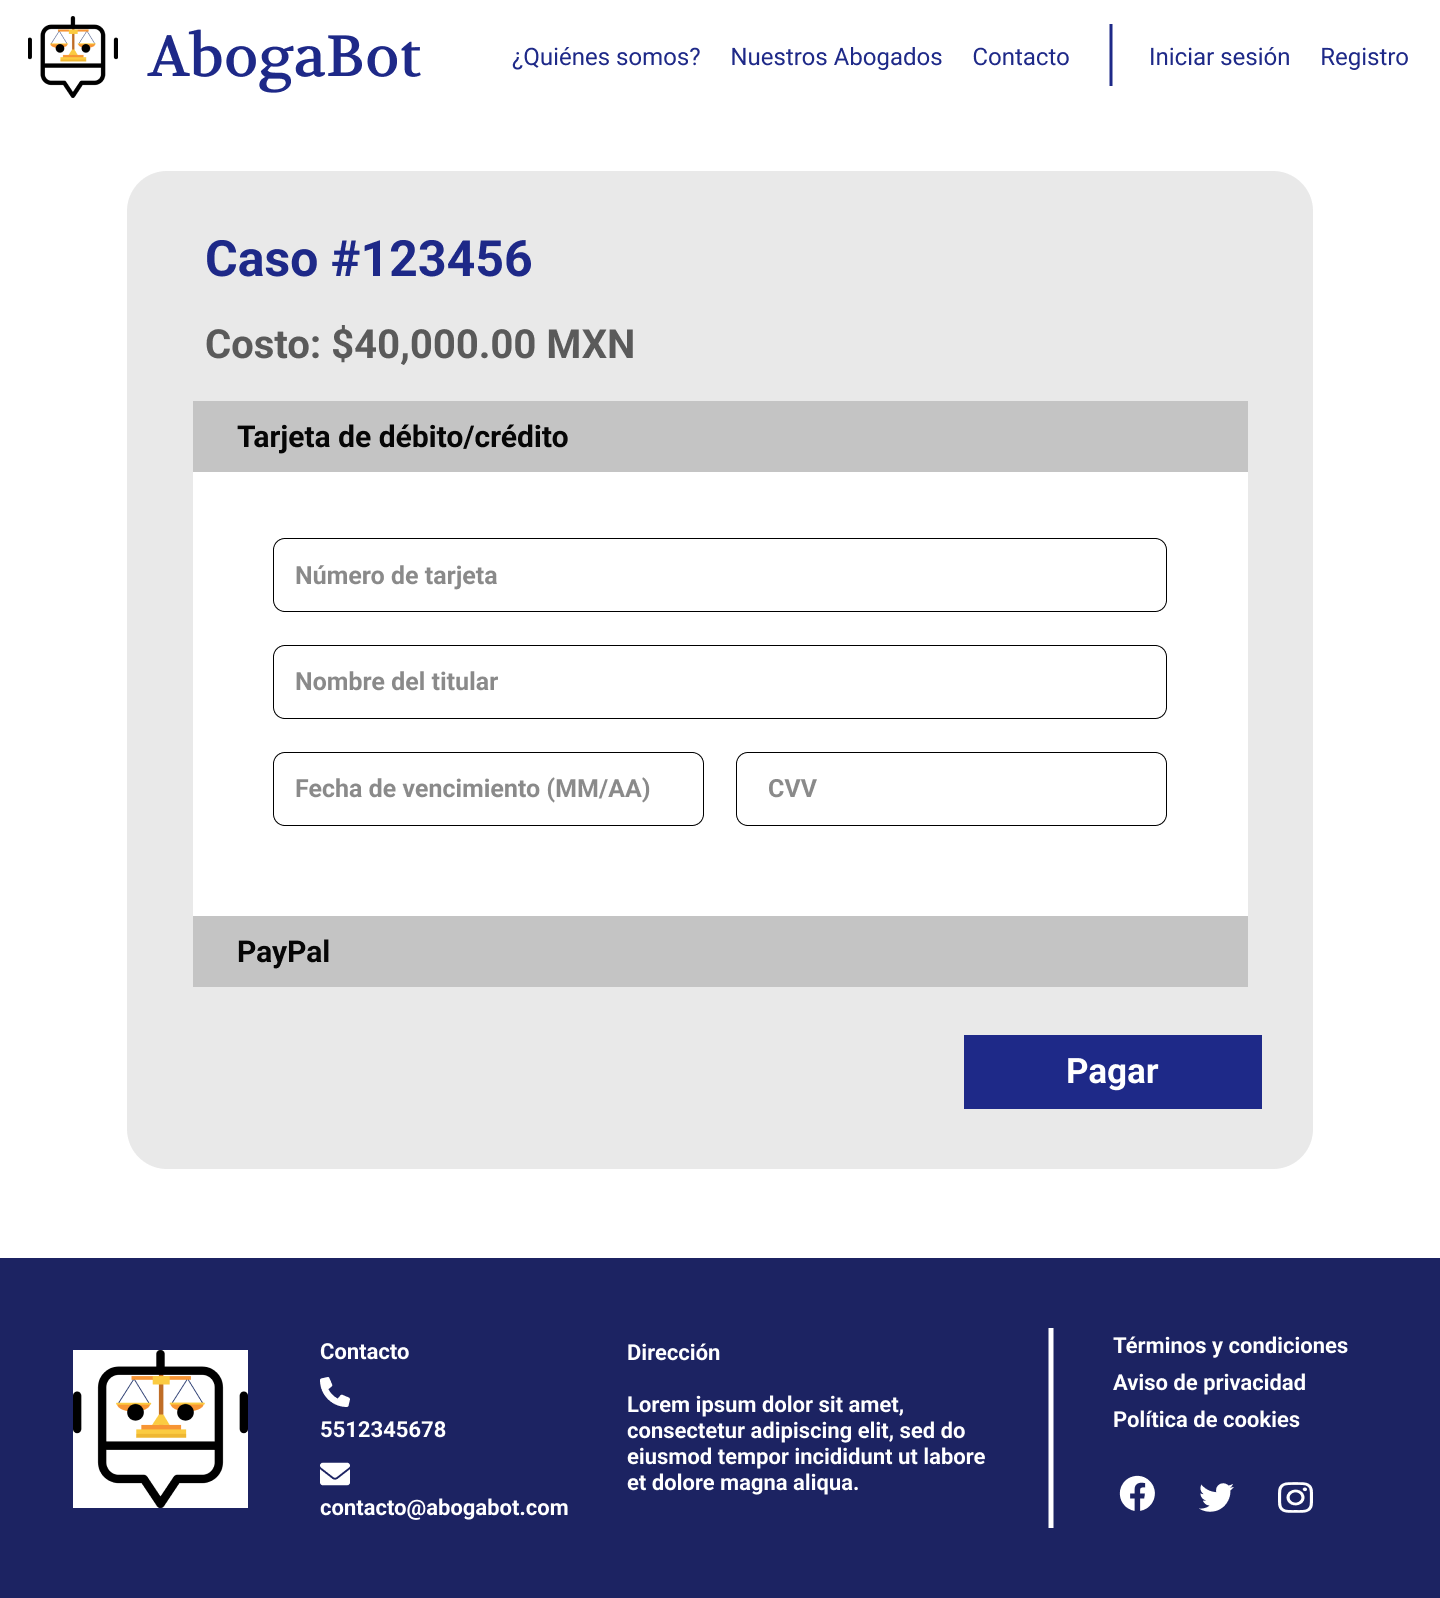 AbogaBot
¿Quiénes somos?
Nuestros Abogados
Contacto
Iniciar sesión
Registro
Caso #123456
Costo: $40,000.00 MXN
Tarjeta de débito/crédito
Número de tarjeta
Nombre del titular
Fecha de vencimiento (MM/AA)
CVV
PayPal
Pagar
Contacto
5512345678
contacto@abogabot.com
Dirección
Lorem ipsum dolor sit amet,
consectetur adipiscing elit, sed do
eiusmod tempor incididunt ut labore
et dolore magna aliqua.
Términos y condiciones
Aviso de privacidad
Política de cookies